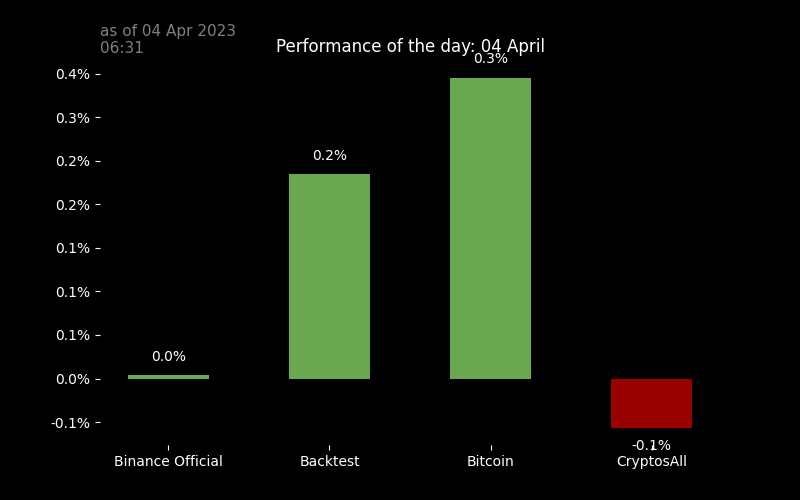 as of 04 Apr 2023
06:31
Performance of the day: 04 April
0.3%
0.4%
0.3%
0.2%
0.2%
0.2%
0.1%
0.1%
0.1%
0.0%
0.0%
-0.1%
-0.1%
Binance Official
Backtest
Bitcoin
CryptosAll